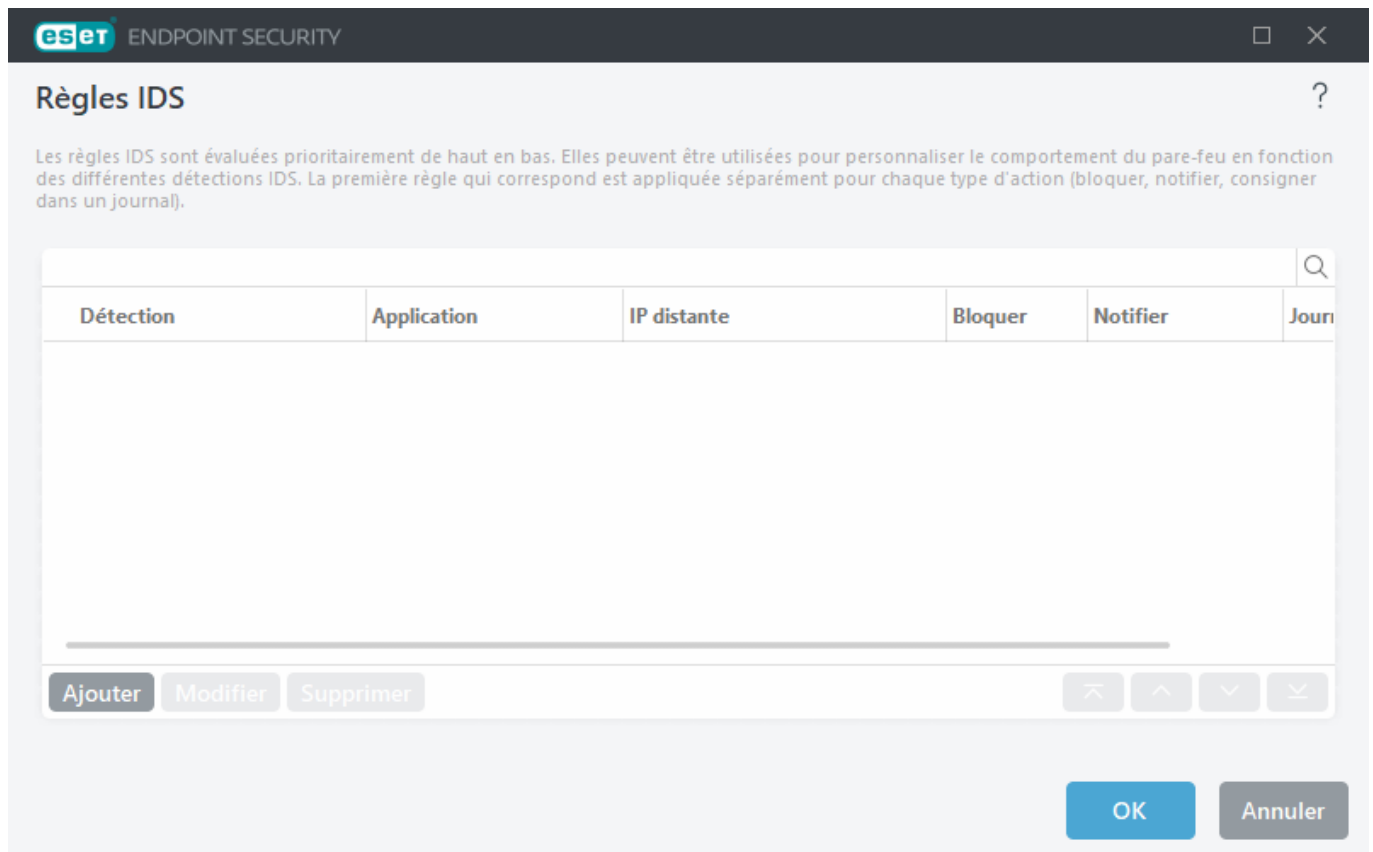 eset ENDPOINT SECURITY
Règles IDS
?
Les règles IDS sont évaluées prioritairement de haut en bas. Elles peuvent être utilisées pour personnaliser le comportement du pare-feu en fonction
des différentes détections IDS. La première règle qui correspond est appliquée séparément pour chaque type d'action (bloquer, notifier, consigner
dans un journal).
Détection Application IP distante Bloquer Notifier Jour
Ajouter Modifier Supprimer
OK Annuler